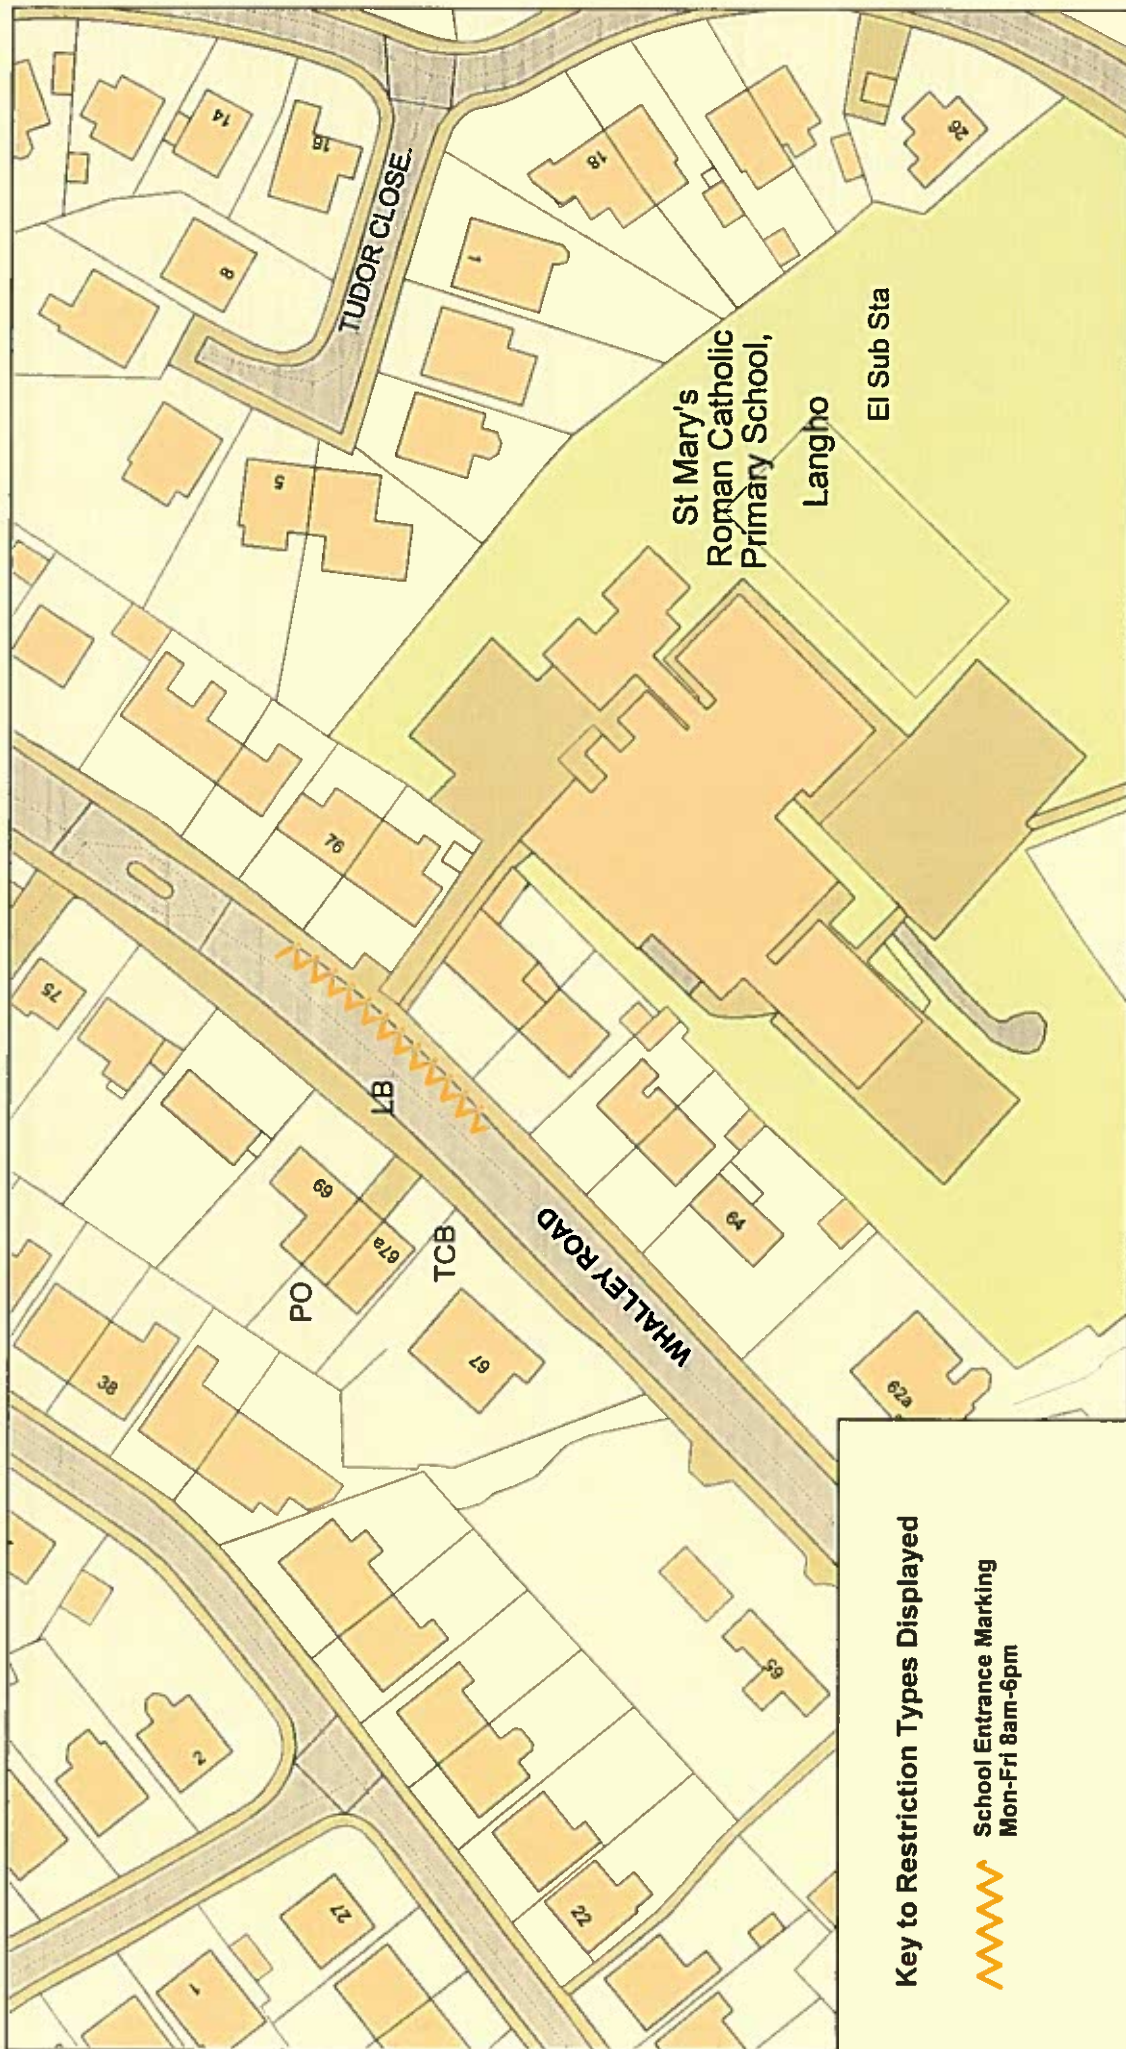 TUDOR CLOSE
St Mary's
Roman Catholic
Primary School,
Langho
El Sub Sta
WHALLEY ROAD
LB
TCB
PO
14
16
8
1
18
26
5
76
75
69
67a
67
64
62a
38
65
2
27
22
1
Key to Restriction Types Displayed
School Entrance Marking
Mon-Fri 8am-6pm